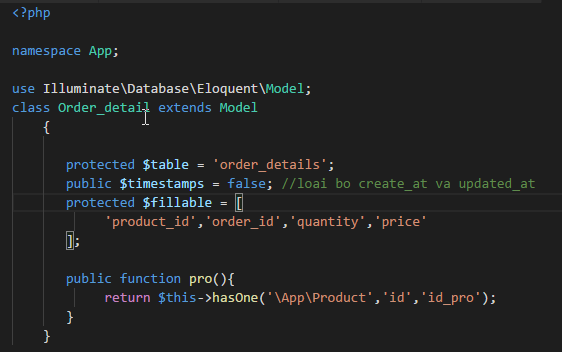 <?php
namespace App;
use Illuminate\Database\Eloquent\Model;
class Order_detail extends Model
{
protected $table = 'order_details';
public $timestamps = false; //loai bo create_at va updated_at
protected $fillable = [
'product_id','order_id','quantity','price'
];
public function pro(){
return $this->hasOne('\App\Product','id','id_pro');
}
}